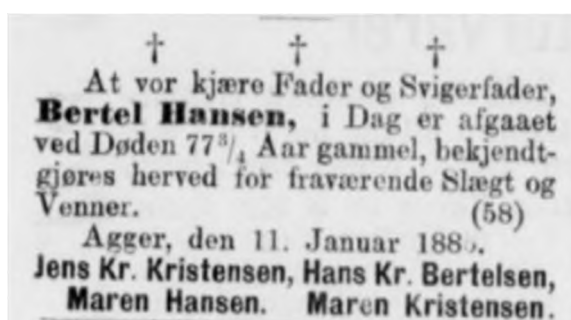 † † †
At vor kjære Fader og Svigerfader,
Bertel Hansen, i Dag er afgaaet
ved Døden 77 3/4 Aar gammel, bekjendt-
gjøres herved for fraværende Slægt og
Venner. (58)
Agger, den 11. Januar
Jens Kr. Kristensen, Hans Kr. Bertelsen,
Maren Hansen. Maren Kristensen.